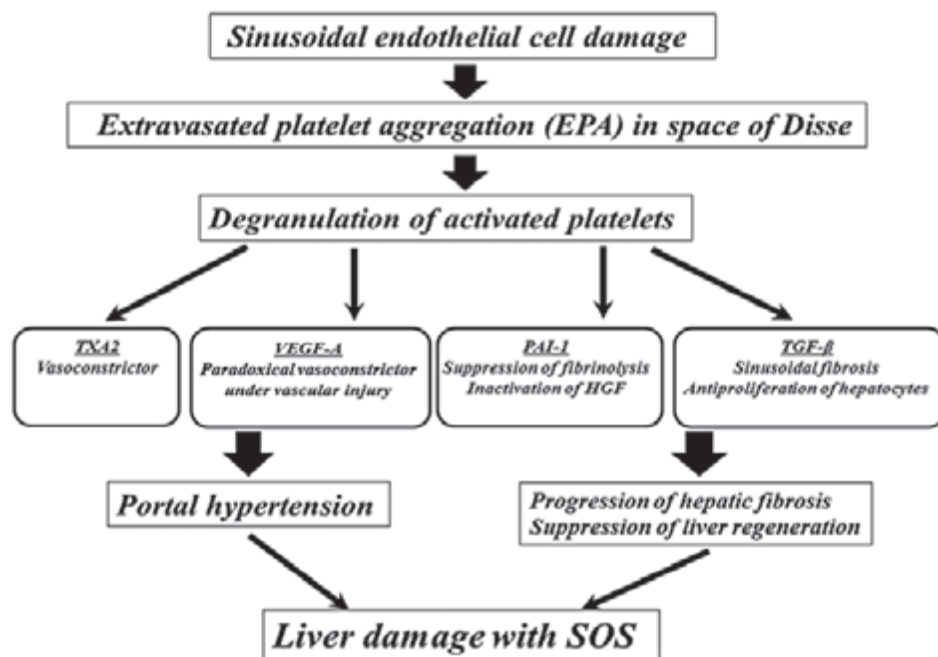 Sinusoidal endothelial cell damage
Extravasated platelet aggregation (EPA) in space of Disse
Degranulation of activated platelets
TXA2
Vasoconstrictor
VEGF-A
Paradoxical vasoconstrictor
under vascular injury
PAI-1
Suppression of fibrinolysis
Inactivation of HGF
TGF-β
Sinusoidal fibrosis
Antiproliferation of hepatocytes
Portal hypertension
Progression of hepatic fibrosis
Suppression of liver regeneration
Liver damage with SOS